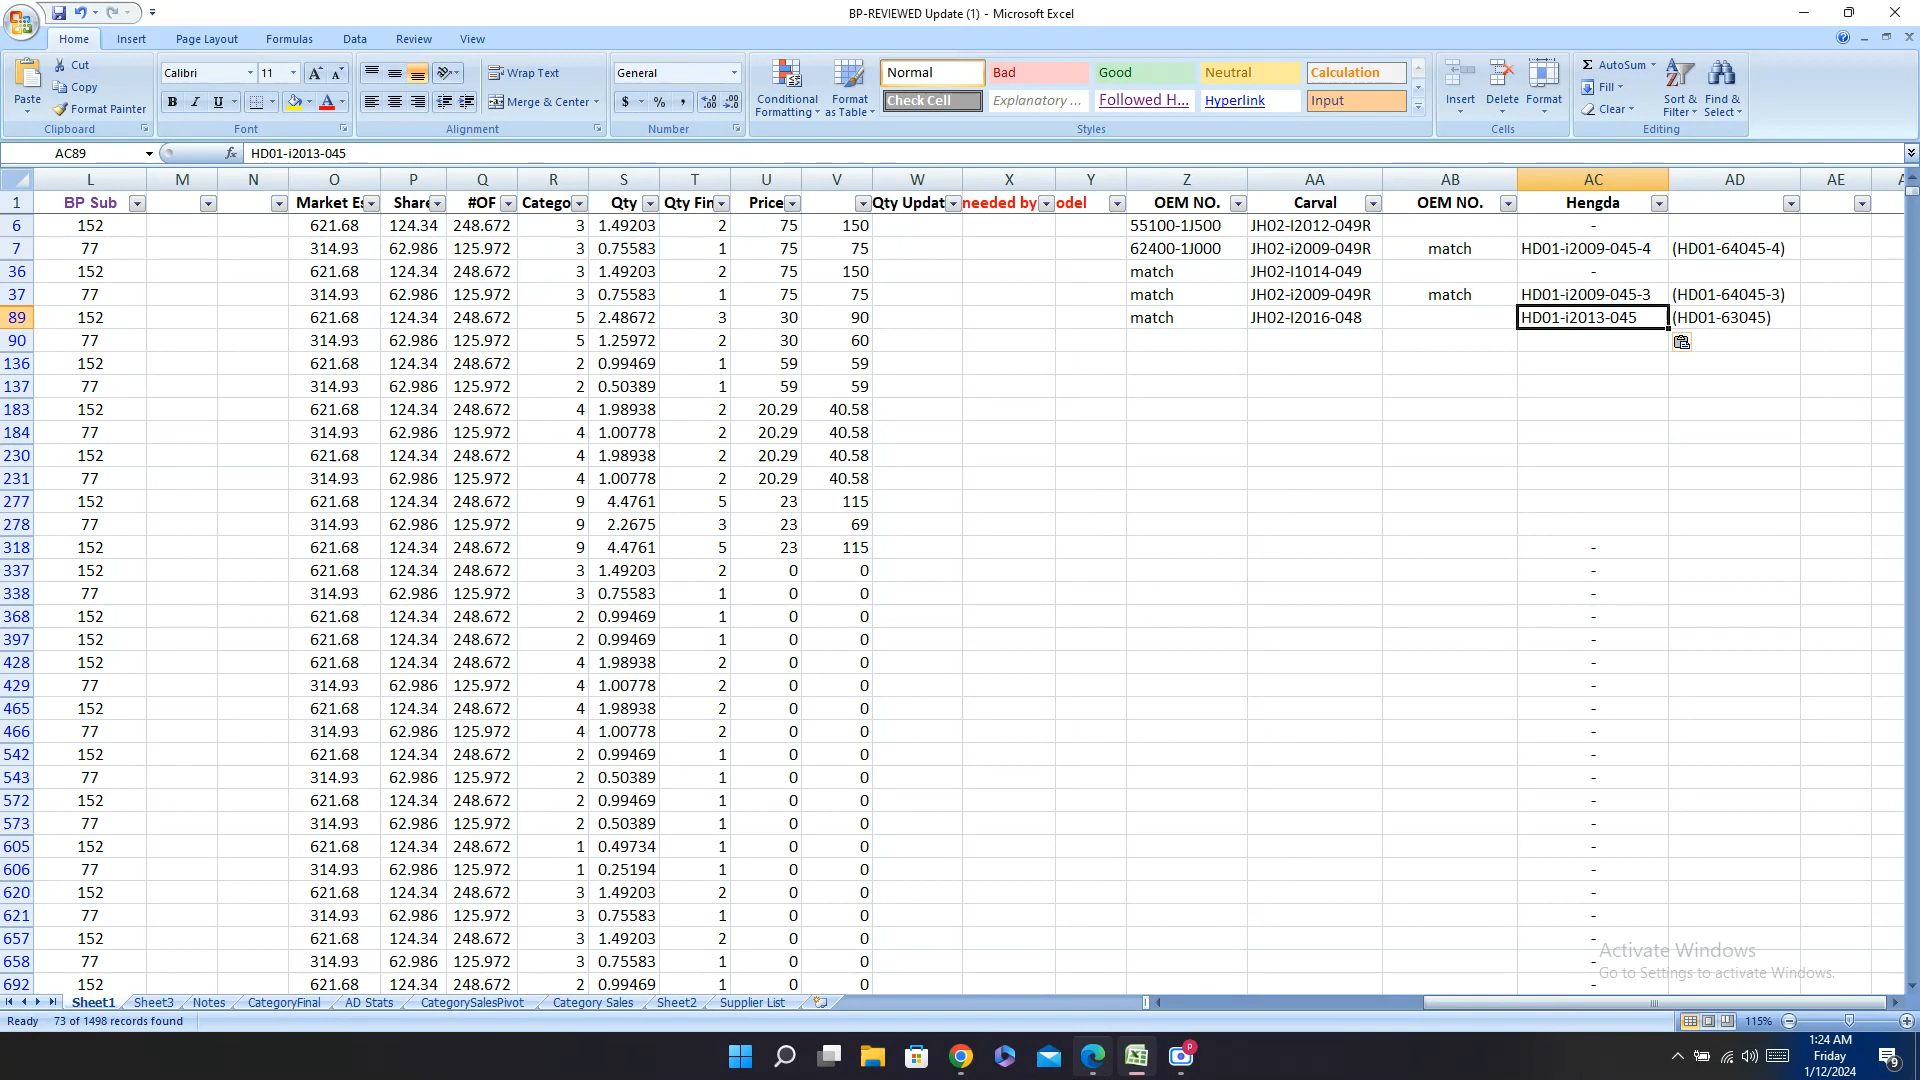 BP-REVIEWED Update (1) - Microsoft Excel
Home Insert Page Layout Formulas Data Review View
Paste Cut Copy Format Painter Clipboard
Calibri 11 Font
Wrap Text Merge & Center Alignment
General Number
Conditional Formatting Format as Table Normal Bad Good Neutral Calculation Check Cell Explanatory ... Followed H... Hyperlink Input Styles
Insert Delete Format Cells
AutoSum Fill Clear Sort & Filter Find & Select Editing
AC89 fx HD01-i2013-045
L M N O P Q R S T U V W X Y Z AA AB AC AD AE
1 BP Sub Market Es Share #OF Catego Qty Qty Fin Price Qty Updat needed by odel OEM NO. Carval OEM NO. Hengda
6 152 621.68 124.34 248.672 3 1.49203 2 75 150 55100-1J500 JH02-I2012-049R -
7 77 314.93 62.986 125.972 3 0.75583 1 75 75 62400-1J000 JH02-i2009-049R match HD01-i2009-045-4 (HD01-64045-4)
36 152 621.68 124.34 248.672 3 1.49203 2 75 150 match JH02-I1014-049 -
37 77 314.93 62.986 125.972 3 0.75583 1 75 75 match JH02-i2009-049R match HD01-i2009-045-3 (HD01-64045-3)
89 152 621.68 124.34 248.672 5 2.48672 3 30 90 match JH02-I2016-048 HD01-i2013-045 (HD01-63045)
90 77 314.93 62.986 125.972 5 1.25972 2 30 60
136 152 621.68 124.34 248.672 2 0.99469 1 59 59
137 77 314.93 62.986 125.972 2 0.50389 1 59 59
183 152 621.68 124.34 248.672 4 1.98938 2 20.29 40.58
184 77 314.93 62.986 125.972 4 1.00778 2 20.29 40.58
230 152 621.68 124.34 248.672 4 1.98938 2 20.29 40.58
231 77 314.93 62.986 125.972 4 1.00778 2 20.29 40.58
277 152 621.68 124.34 248.672 9 4.4761 5 23 115
278 77 314.93 62.986 125.972 9 2.2675 3 23 69
318 152 621.68 124.34 248.672 9 4.4761 5 23 115 -
337 152 621.68 124.34 248.672 3 1.49203 2 0 0 -
338 77 314.93 62.986 125.972 3 0.75583 1 0 0 -
368 152 621.68 124.34 248.672 2 0.99469 1 0 0 -
397 152 621.68 124.34 248.672 2 0.99469 1 0 0 -
428 152 621.68 124.34 248.672 4 1.98938 2 0 0 -
429 77 314.93 62.986 125.972 4 1.00778 2 0 0 -
465 152 621.68 124.34 248.672 4 1.98938 2 0 0 -
466 77 314.93 62.986 125.972 4 1.00778 2 0 0 -
542 152 621.68 124.34 248.672 2 0.99469 1 0 0 -
543 77 314.93 62.986 125.972 2 0.50389 1 0 0 -
572 152 621.68 124.34 248.672 2 0.99469 1 0 0 -
573 77 314.93 62.986 125.972 2 0.50389 1 0 0 -
605 152 621.68 124.34 248.672 1 0.49734 1 0 0 -
606 77 314.93 62.986 125.972 1 0.25194 1 0 0 -
620 152 621.68 124.34 248.672 3 1.49203 2 0 0 -
621 77 314.93 62.986 125.972 3 0.75583 1 0 0 -
657 152 621.68 124.34 248.672 3 1.49203 2 0 0 -
658 77 314.93 62.986 125.972 3 0.75583 1 0 0 -
692 152 621.68 124.34 248.672 2 0.99469 1 0 0 -
Activate Windows
Go to Settings to activate Windows.
Sheet1 Sheet3 Notes CategoryFinal AD Stats CategorySalesPivot Category Sales Sheet2 Supplier List
Ready 73 of 1498 records found 115%
1:24 AM
Friday
1/12/2024
9